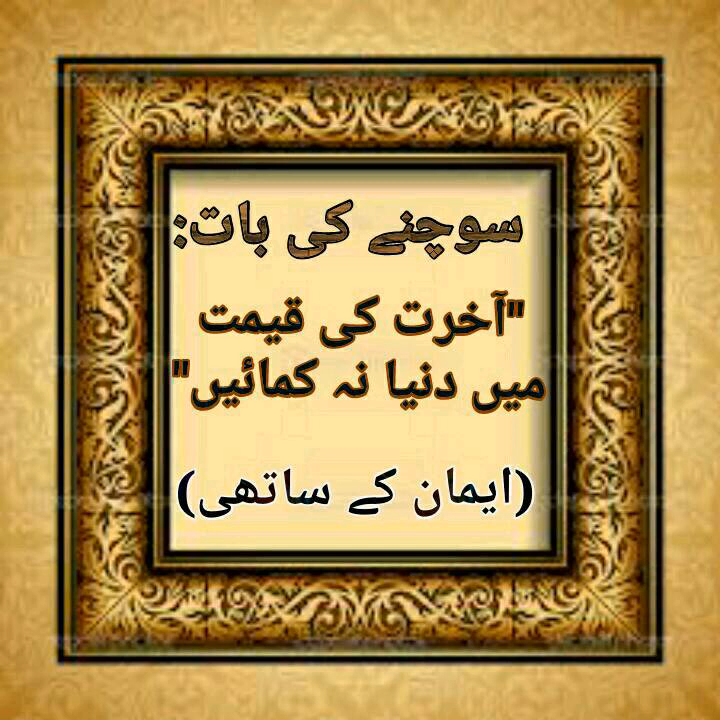 سوچنے کی بات:
"آخرت کی قیمت
میں دنیا نہ کمائیں"
(ایمان کے ساتھی)